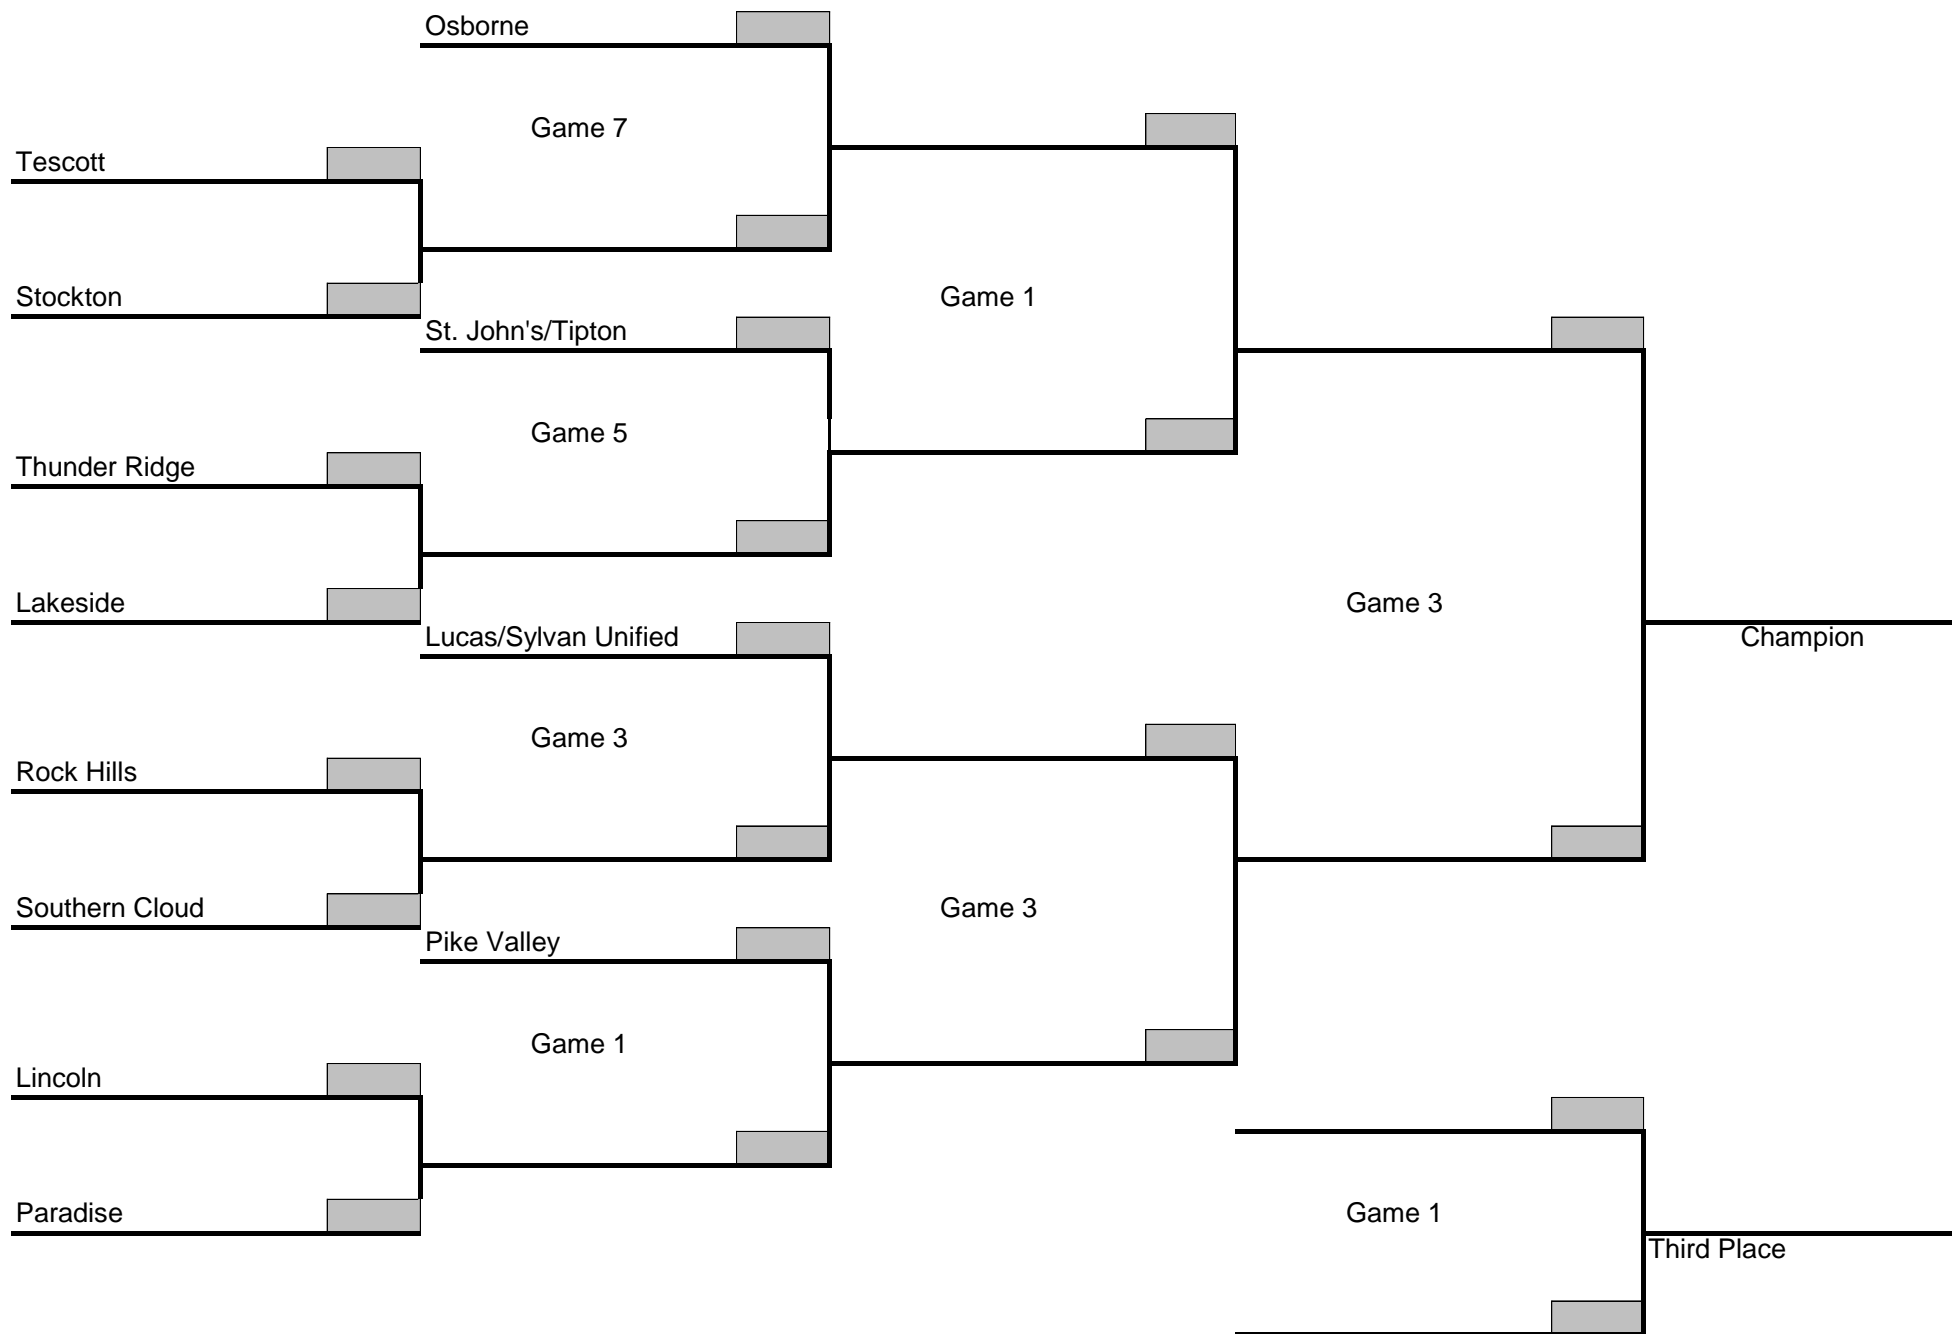 Osborne
Game 7
Tescott
Stockton
Game 1
St. John's/Tipton
Game 5
Thunder Ridge
Lakeside
Game 3
Lucas/Sylvan Unified
Champion
Game 3
Rock Hills
Southern Cloud
Game 3
Pike Valley
Game 1
Lincoln
Paradise
Game 1
Third Place